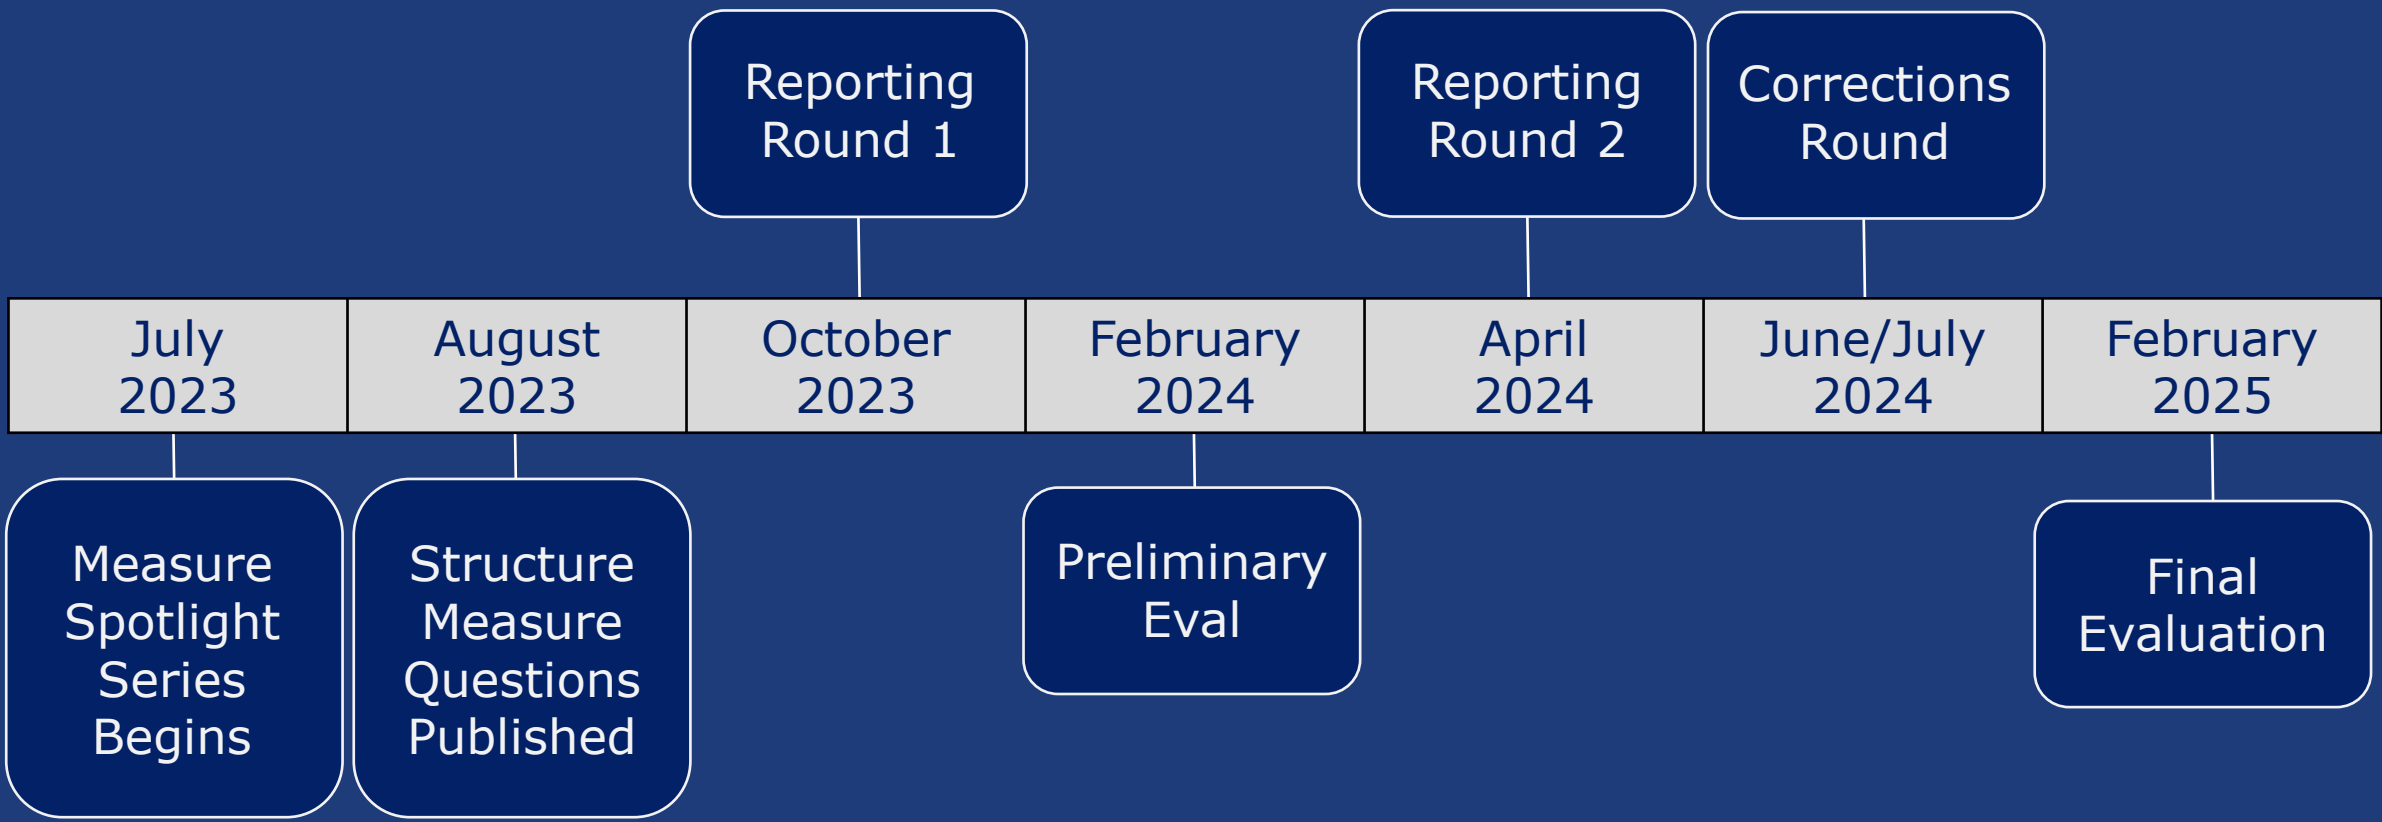 Reporting
Round 1
Reporting
Round 2
Corrections
Round
July
2023
August
2023
October
2023
February
2024
April
2024
June/July
2024
February
2025
Measure
Spotlight
Series
Begins
Structure
Measure
Questions
Published
Preliminary
Eval
Final
Evaluation